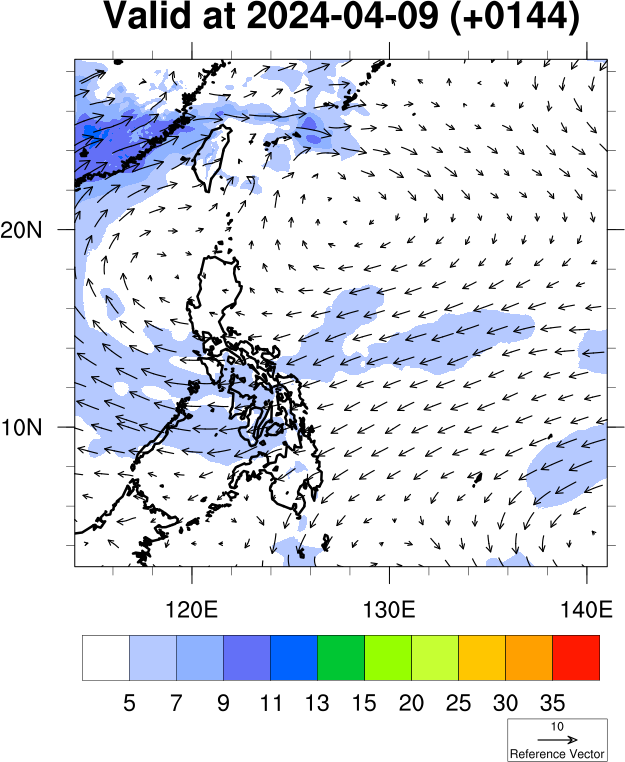 Valid at 2024-04-09 (+0144)
20N
10N
120E 130E 140E
5 7 9 11 13 15 20 25 30 35
10
Reference Vector